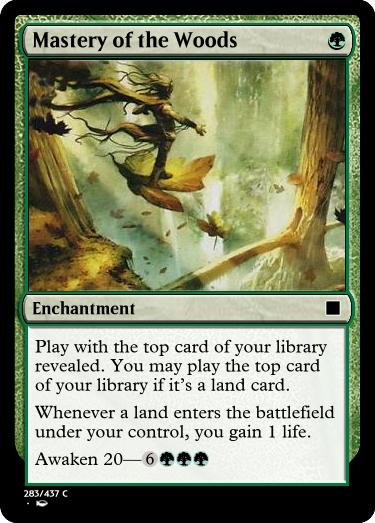 Mastery of the Woods
Enchantment
Play with the top card of your library
revealed. You may play the top card
of your library if it's a land card.
Whenever a land enters the battlefield
under your control, you gain 1 life.
Awaken 20—6
283/437 C